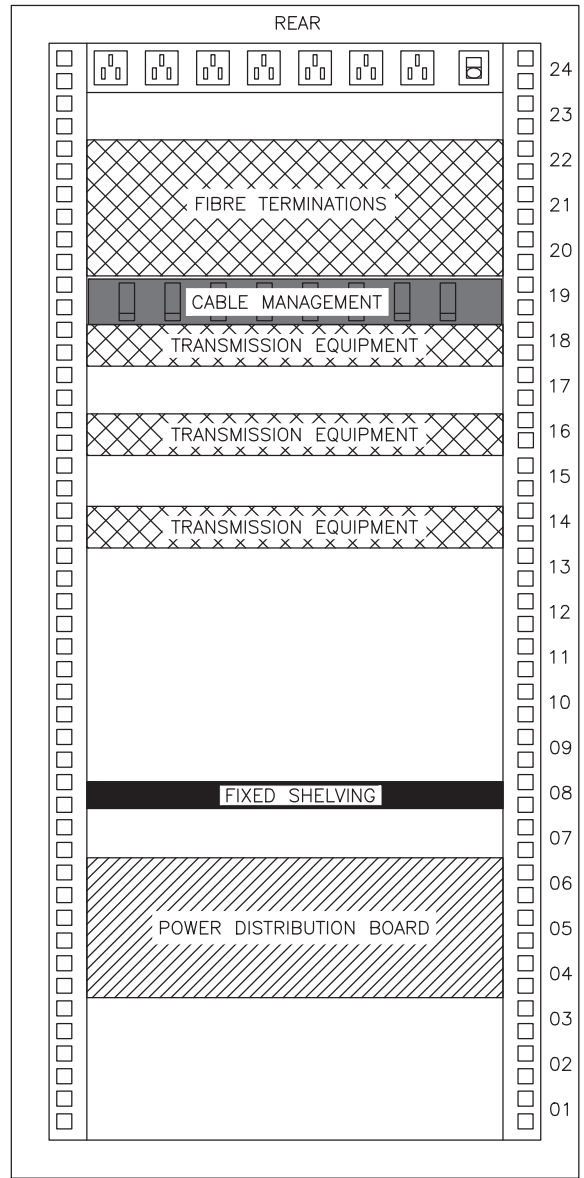 REAR
24
23
22
FIBRE TERMINATIONS 21
20
CABLE MANAGEMENT 19
TRANSMISSION EQUIPMENT 18
17
TRANSMISSION EQUIPMENT 16
15
TRANSMISSION EQUIPMENT 14
13
12
11
10
09
FIXED SHELVING 08
07
06
POWER DISTRIBUTION BOARD 05
04
03
02
01